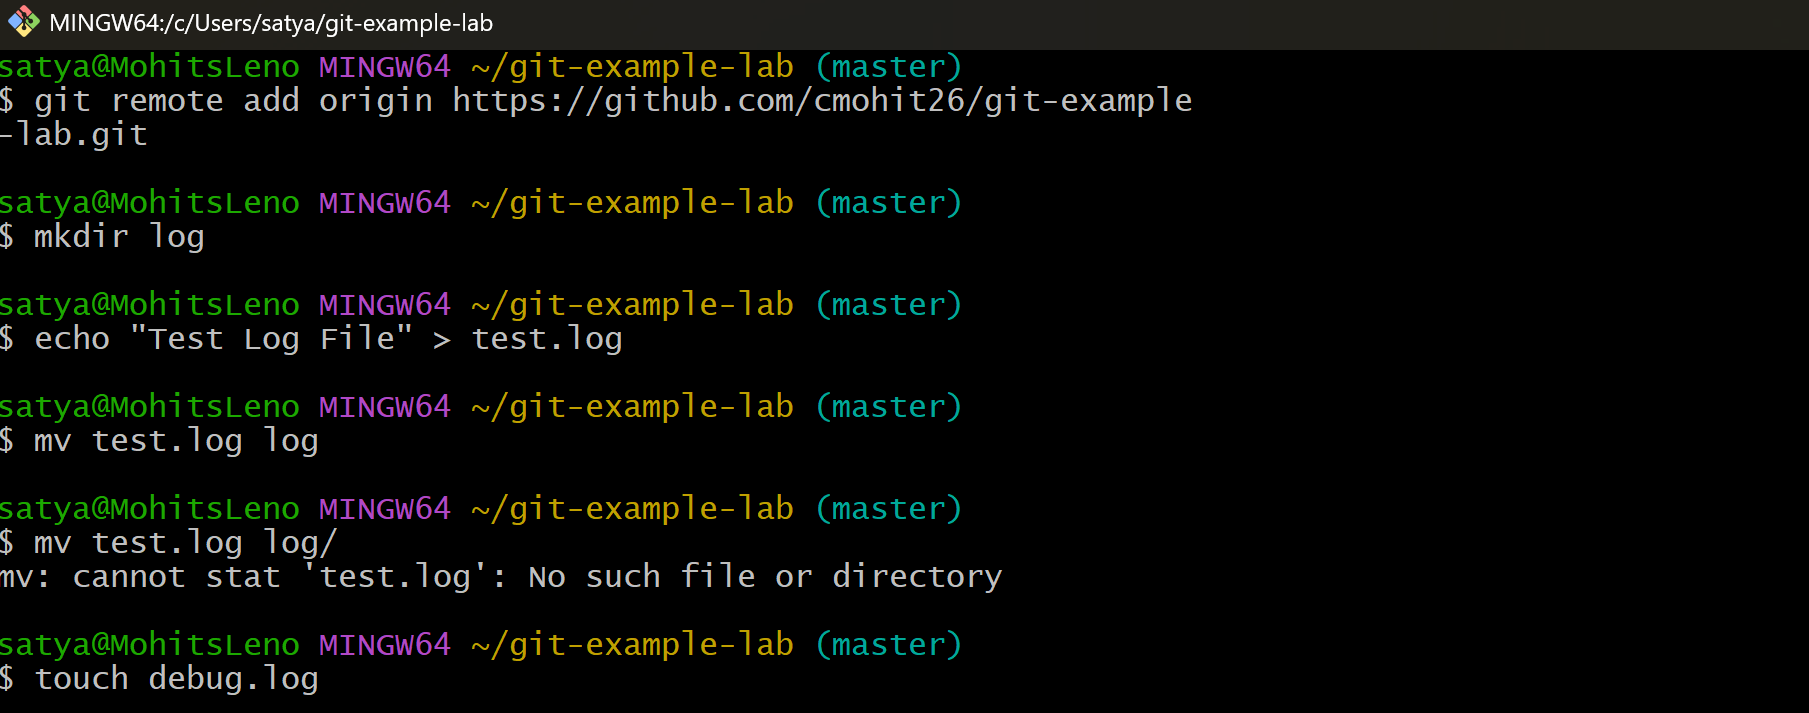 MINGW64:/c/Users/satya/git-example-lab
satya@MohitsLeno MINGW64 ~/git-example-lab (master)
$ git remote add origin https://github.com/cmohit26/git-example
-lab.git
satya@MohitsLeno MINGW64 ~/git-example-lab (master)
$ mkdir log
satya@MohitsLeno MINGW64 ~/git-example-lab (master)
$ echo "Test Log File" > test.log
satya@MohitsLeno MINGW64 ~/git-example-lab (master)
$ mv test.log log
satya@MohitsLeno MINGW64 ~/git-example-lab (master)
$ mv test.log log/
mv: cannot stat 'test.log': No such file or directory
satya@MohitsLeno MINGW64 ~/git-example-lab (master)
$ touch debug.log